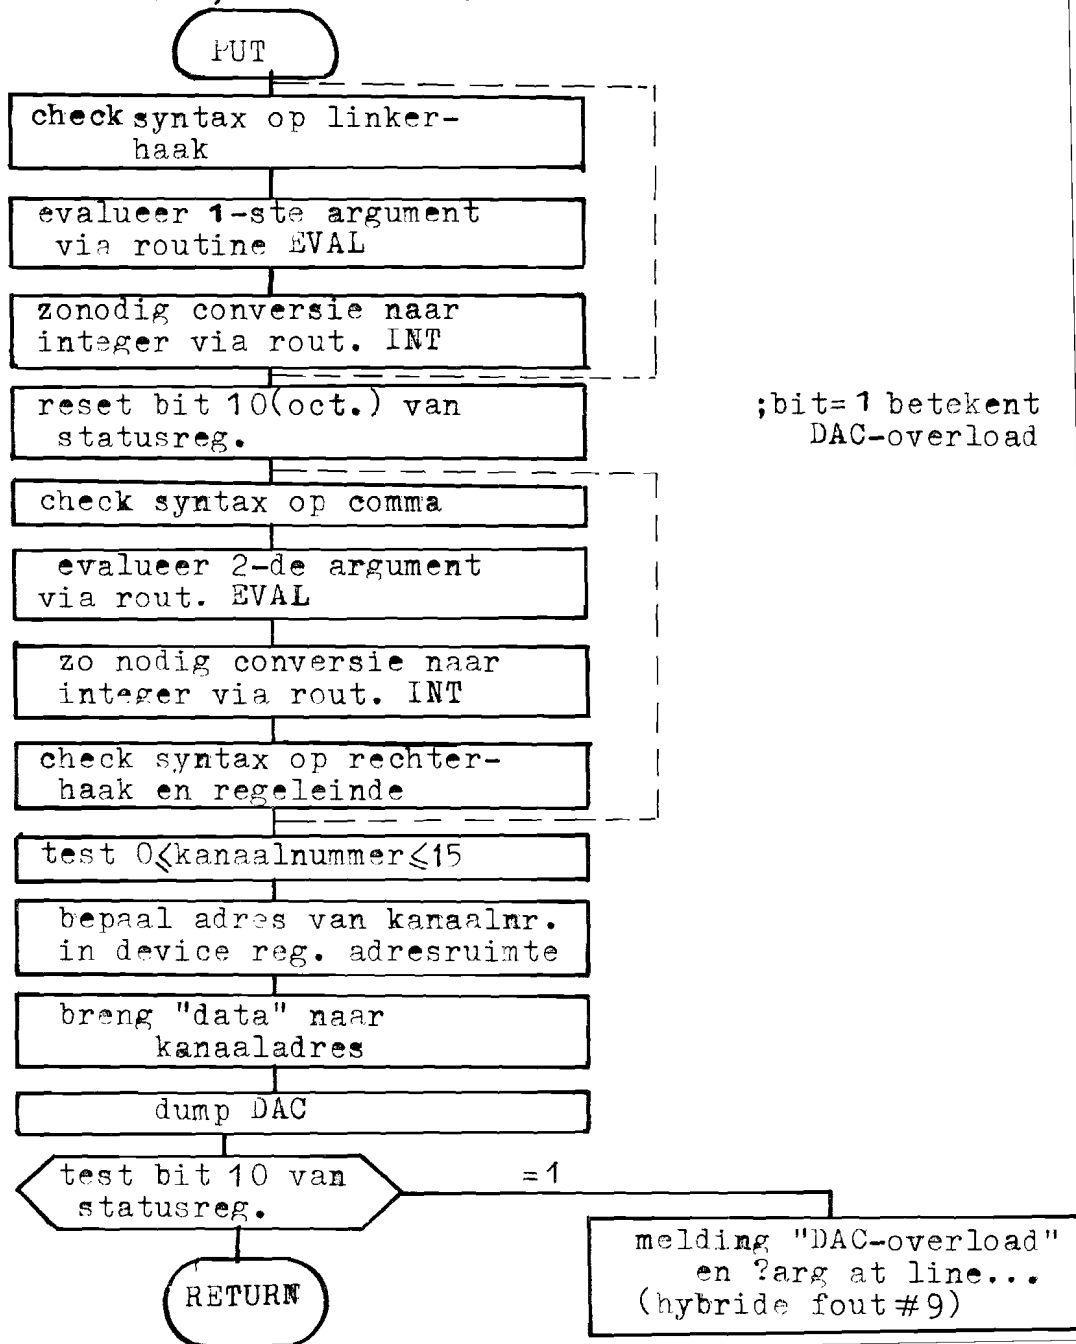 PUT
check syntax op linker-
haak
evalueer 1-ste argument
via routine EVAL
zonodig conversie naar
integer via rout. INT
reset bit 10(oct.) van
statusreg.
;bit=1 betekent
DAC-overload
check syntax op comma
evalueer 2-de argument
via rout. EVAL
zo nodig conversie naar
integer via rout. INT
check syntax op rechter-
haak en regeleinde
test 0⩽kanaalnummer⩽15
bepaal adres van kanaalnr.
in device reg. adresruimte
breng "data" naar
kanaaladres
dump DAC
test bit 10 van
statusreg.
=1
melding "DAC-overload"
en ?arg at line...
(hybride fout #9)
RETURN